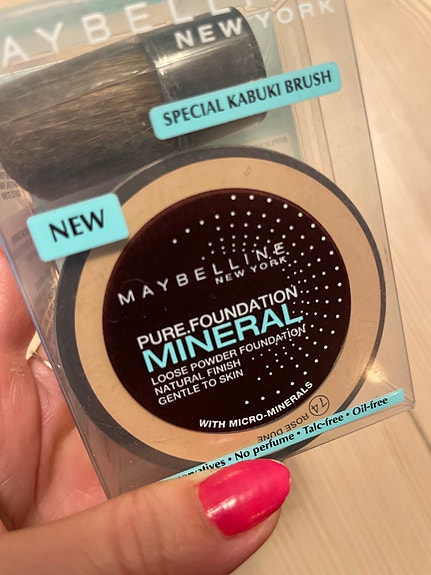 MAYBELLINE
NEW YORK
SPECIAL KABUKI BRUSH
NEW
MAYBELLINE
NEW YORK
PURE.FOUNDATION
MINERAL
LOOSE POWDER FOUNDATION
NATURAL FINISH
GENTLE TO SKIN
WITH MICRO-MINERALS
74 ROSE DUNE
• No perfume • Talc-free • Oil-free